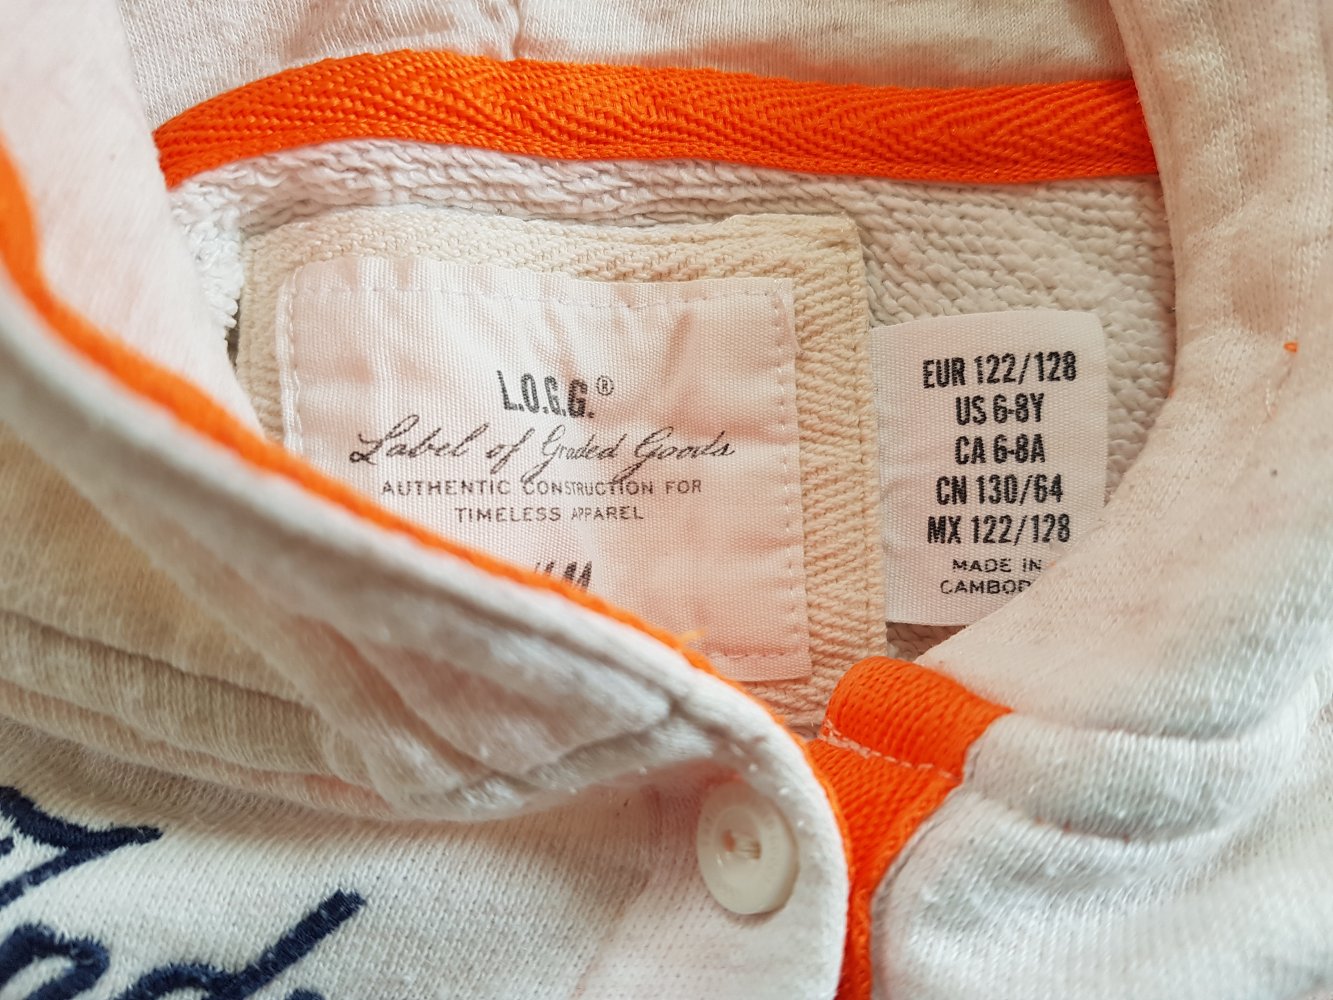 L.O.G.G.®
Label of Graded Goods
AUTHENTIC CONSTRUCTION FOR
TIMELESS APPAREL
EUR 122/128
US 6-8Y
CA 6-8A
CN 130/64
MX 122/128
MADE IN